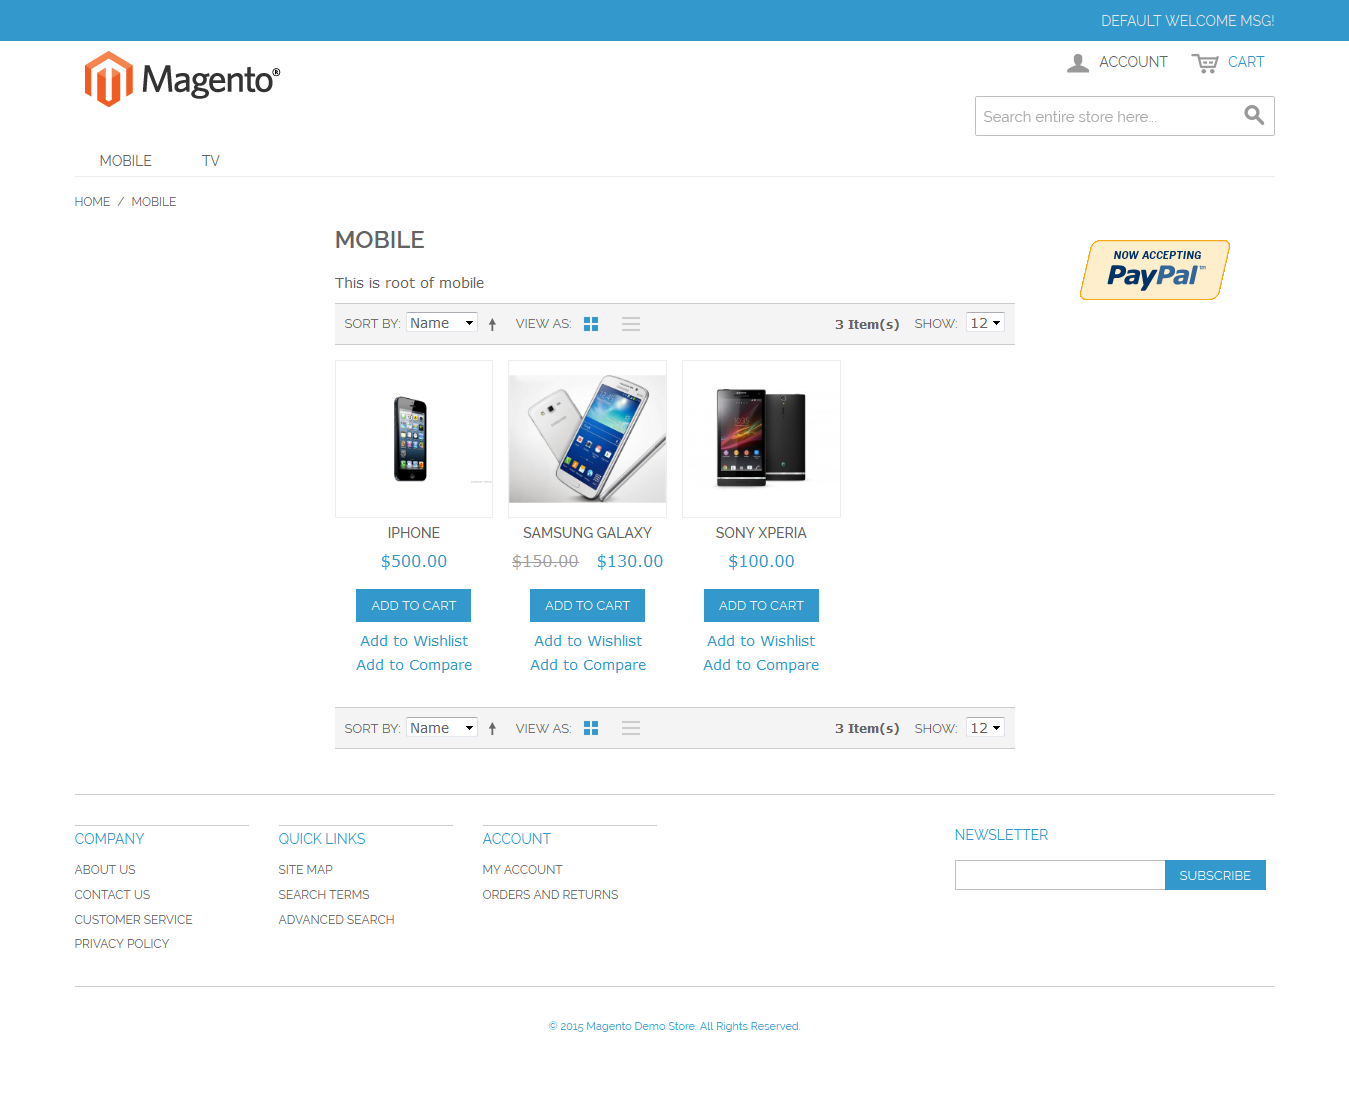 DEFAULT WELCOME MSG!
Magento®
ACCOUNT CART
Search entire store here...
MOBILE TV
HOME / MOBILE
MOBILE
NOW ACCEPTING
PayPal™
This is root of mobile
SORT BY: Name VIEW AS: 3 Item(s) SHOW: 12
IPHONE SAMSUNG GALAXY SONY XPERIA
$500.00 $150.00 $130.00 $100.00
ADD TO CART ADD TO CART ADD TO CART
Add to Wishlist Add to Wishlist Add to Wishlist
Add to Compare Add to Compare Add to Compare
SORT BY: Name VIEW AS: 3 Item(s) SHOW: 12
COMPANY QUICK LINKS ACCOUNT NEWSLETTER
ABOUT US SITE MAP MY ACCOUNT SUBSCRIBE
CONTACT US SEARCH TERMS ORDERS AND RETURNS
CUSTOMER SERVICE ADVANCED SEARCH
PRIVACY POLICY
© 2015 Magento Demo Store. All Rights Reserved.